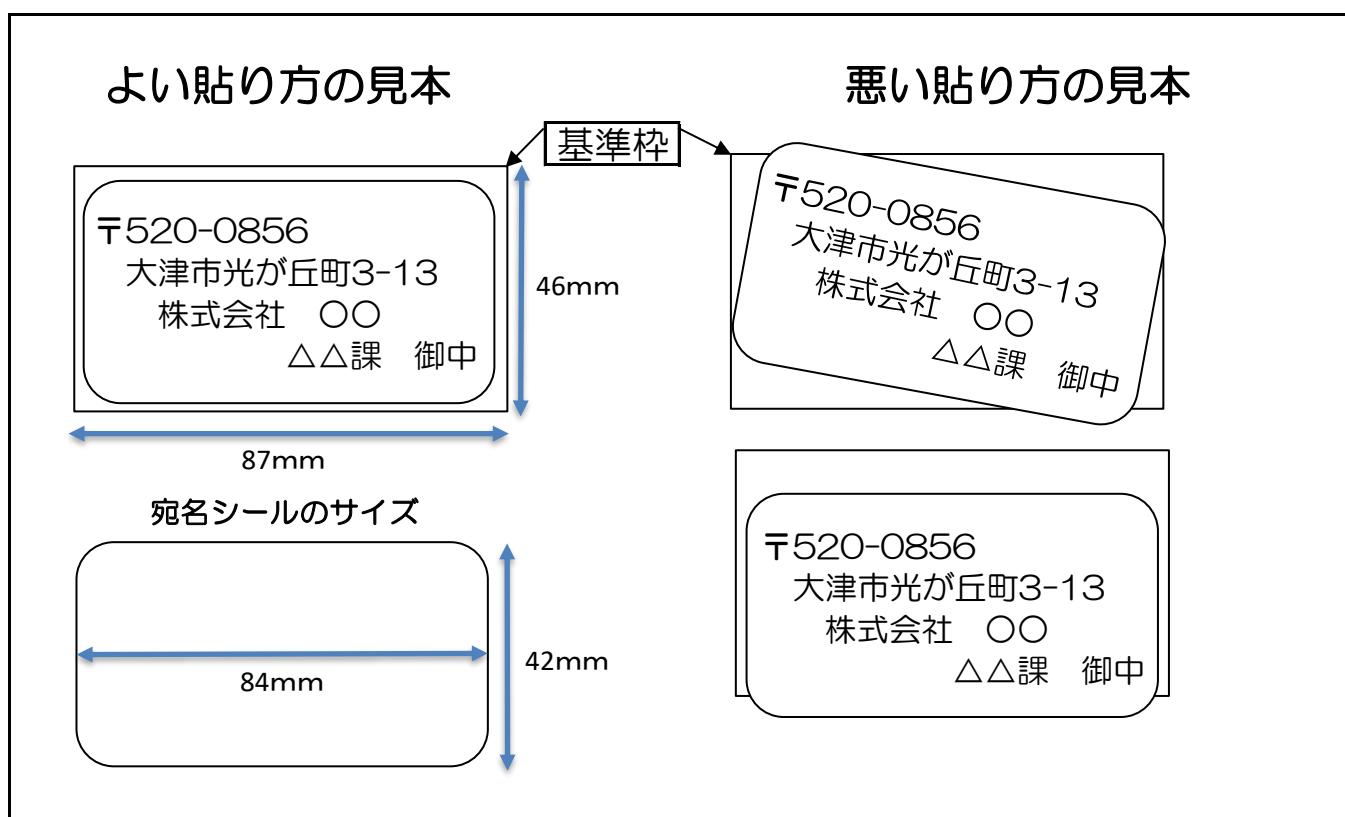 よい貼り方の見本
悪い貼り方の見本
基準枠
〒520-0856
大津市光が丘町3-13
株式会社　○○
△△課　御中
46mm
87mm
〒520-0856
大津市光が丘町3-13
株式会社　○○
△△課　御中
宛名シールのサイズ
84mm
42mm
〒520-0856
大津市光が丘町3-13
株式会社　○○
△△課　御中